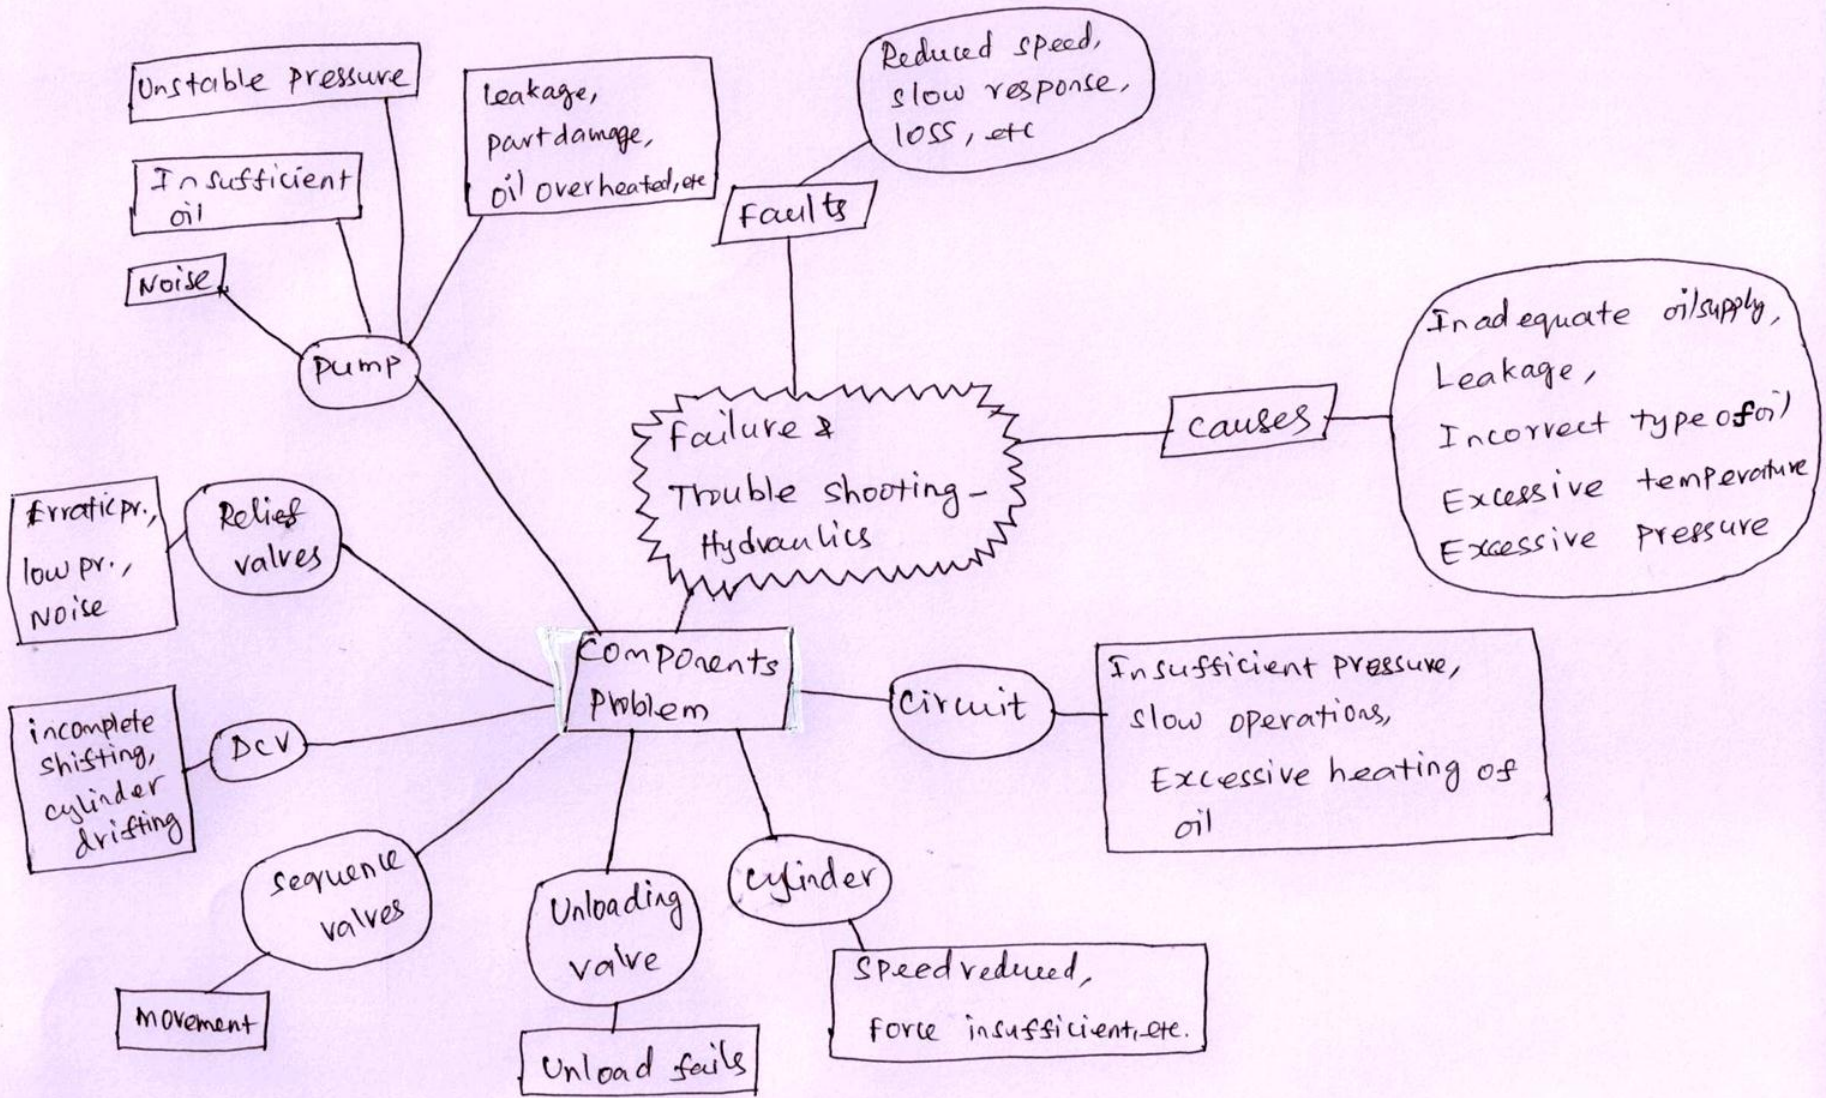 Unstable pressure
Insufficient
oil
Noise
leakage,
part damage,
oil overheated, etc
Pump
Reduced speed,
slow response,
loss, etc
Faults
Failure &
Trouble shooting -
Hydraulics
causes
Inadequate oil supply,
Leakage,
Incorrect type of oil
Excessive temperature
Excessive pressure
Erratic pr.,
low pr.,
Noise
Relief
valves
Components
Problem
incomplete
shifting,
cylinder
drifting
DCV
sequence
valves
movement
Unloading
valve
Unload fails
cylinder
Speed reduced,
Force insufficient, etc.
circuit
Insufficient pressure,
slow operations,
Excessive heating of
oil